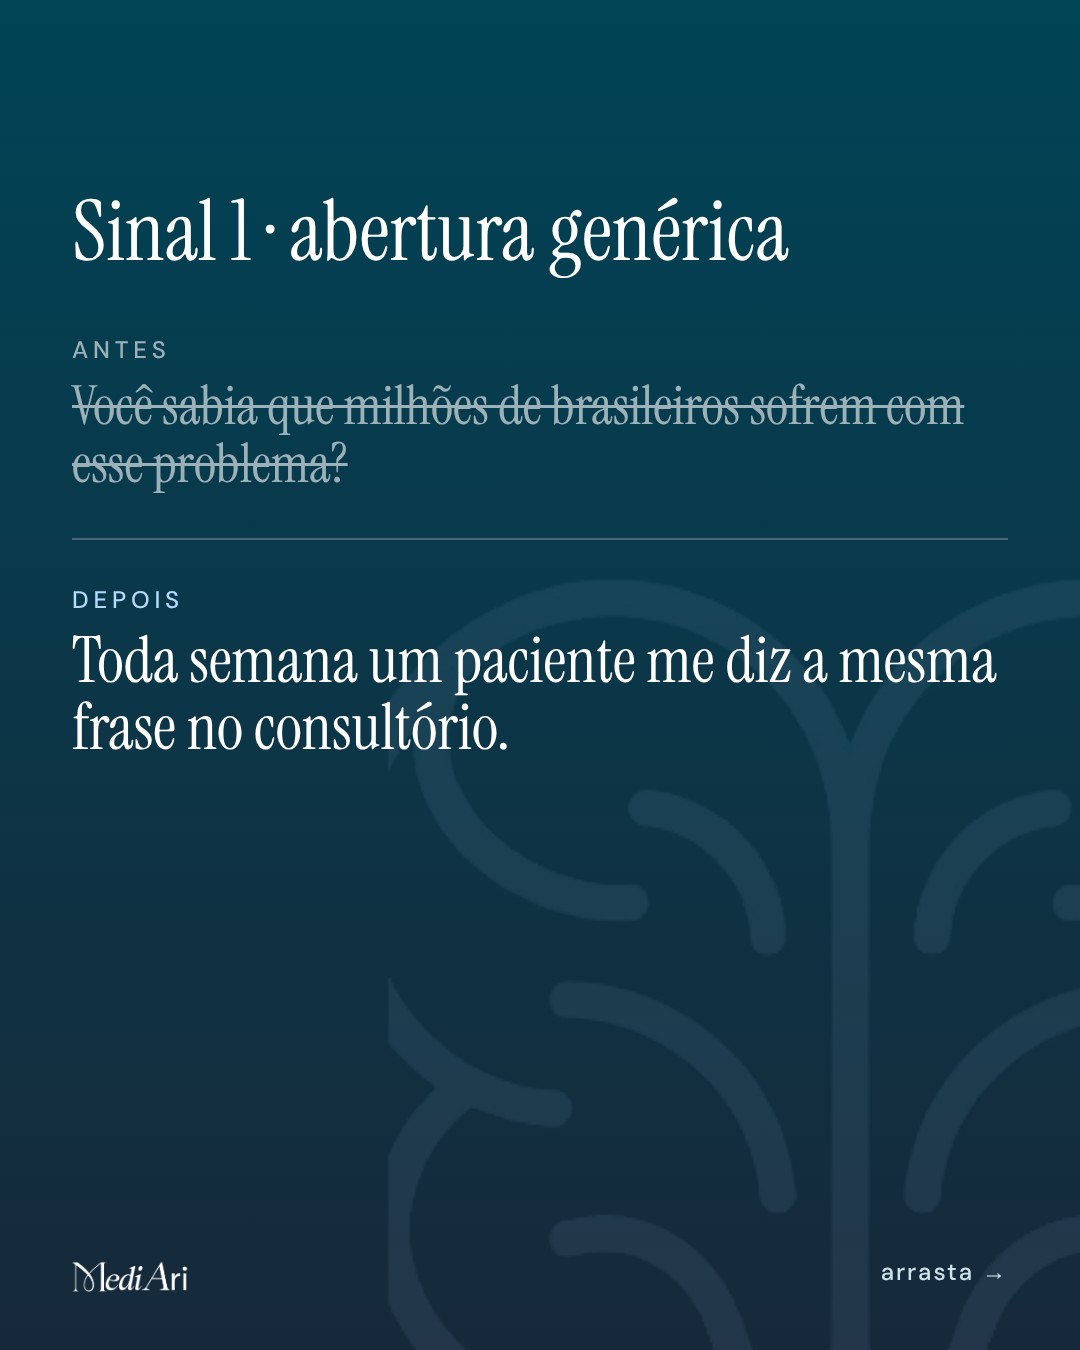 Sinal 1 · abertura genérica
ANTES
Você sabia que milhões de brasileiros sofrem com
esse problema?
DEPOIS
Toda semana um paciente me diz a mesma
frase no consultório.
MediAri
arrasta →